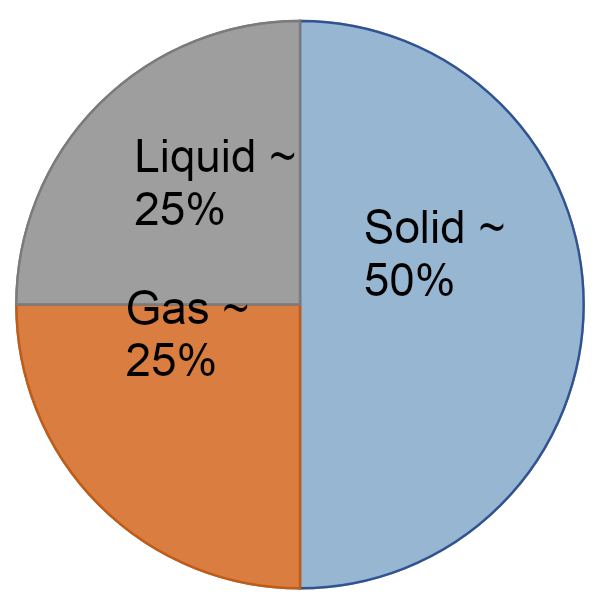 Liquid ~
25%
Solid ~
50%
Gas ~
25%